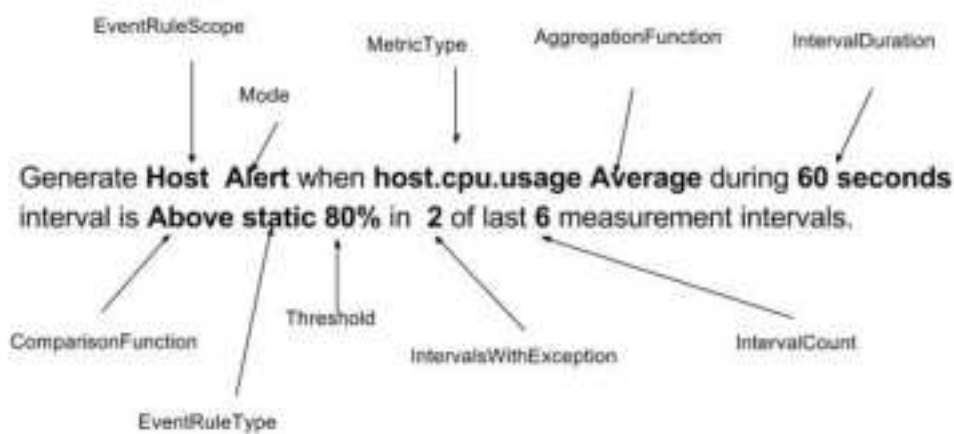 EventRuleScope
MetricType
AggregationFunction
IntervalDuration
Mode
Generate Host Alert when host.cpu.usage Average during 60 seconds
interval is Above static 80% in 2 of last 6 measurement intervals.
Threshold
ComparisonFunction
IntervalsWithException
IntervalCount
EventRuleType